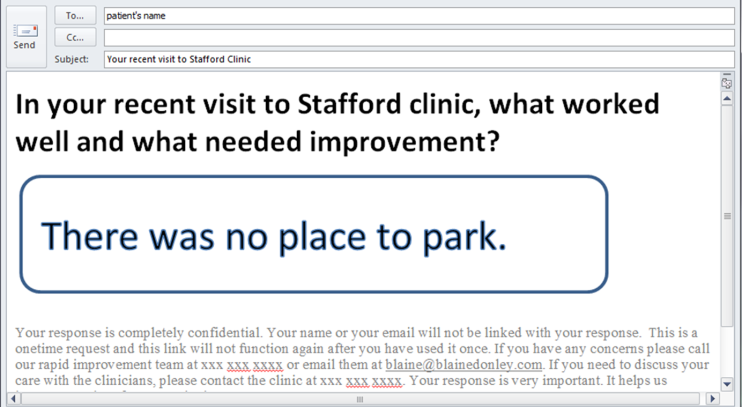 To...
patient's name
Cc...
Send
Subject:
Your recent visit to Stafford Clinic
In your recent visit to Stafford clinic, what worked
well and what needed improvement?
There was no place to park.
Your response is completely confidential. Your name or your email will not be linked with your response.  This is a
onetime request and this link will not function again after you have used it once. If you have any concerns please call
our rapid improvement team at xxx xxx xxxx or email them at blaine@blainedonley.com. If you need to discuss your
care with the clinicians, please contact the clinic at xxx xxx xxxx. Your response is very important. It helps us